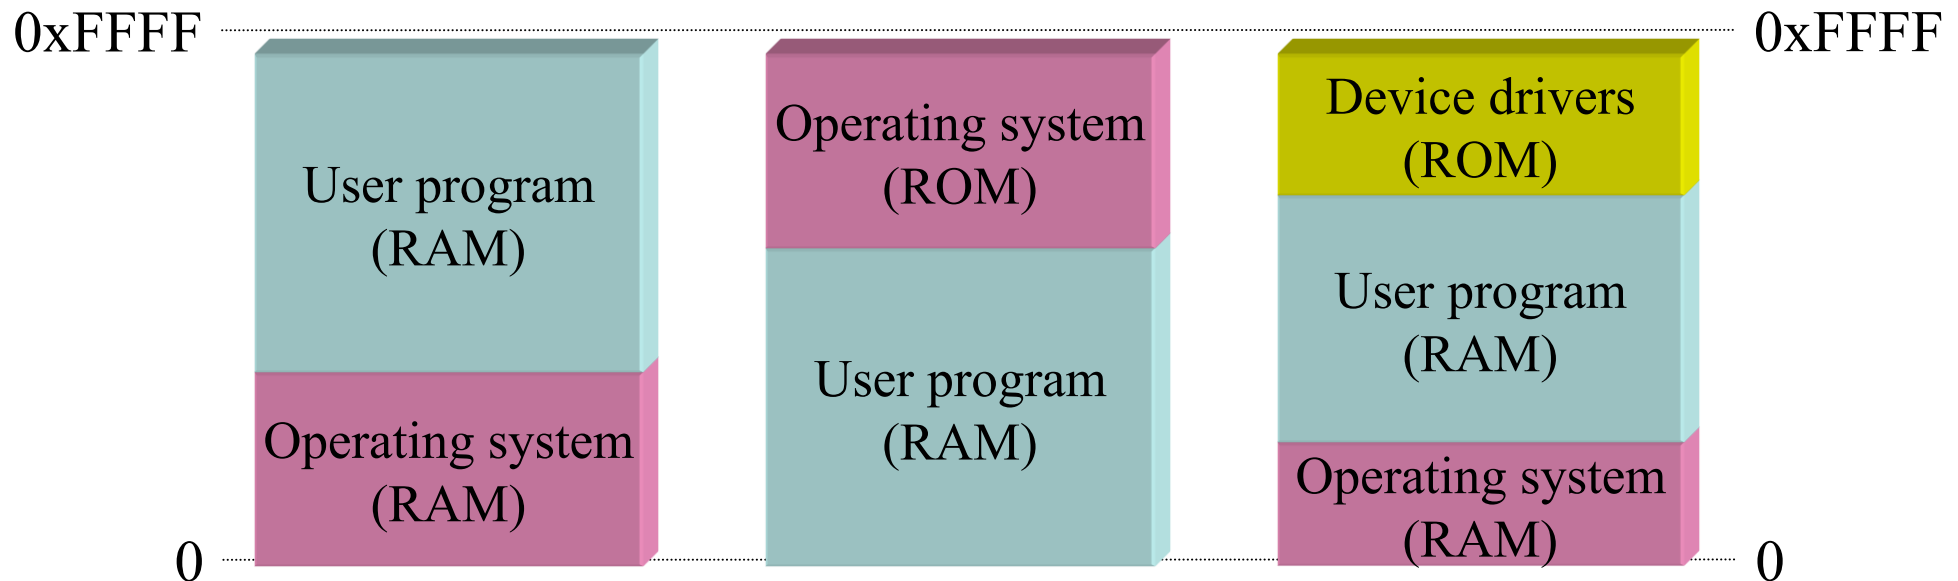 0xFFFF
0xFFFF
User program
(RAM)
Operating system
(RAM)
Operating system
(ROM)
User program
(RAM)
Device drivers
(ROM)
User program
(RAM)
Operating system
(RAM)
0
0